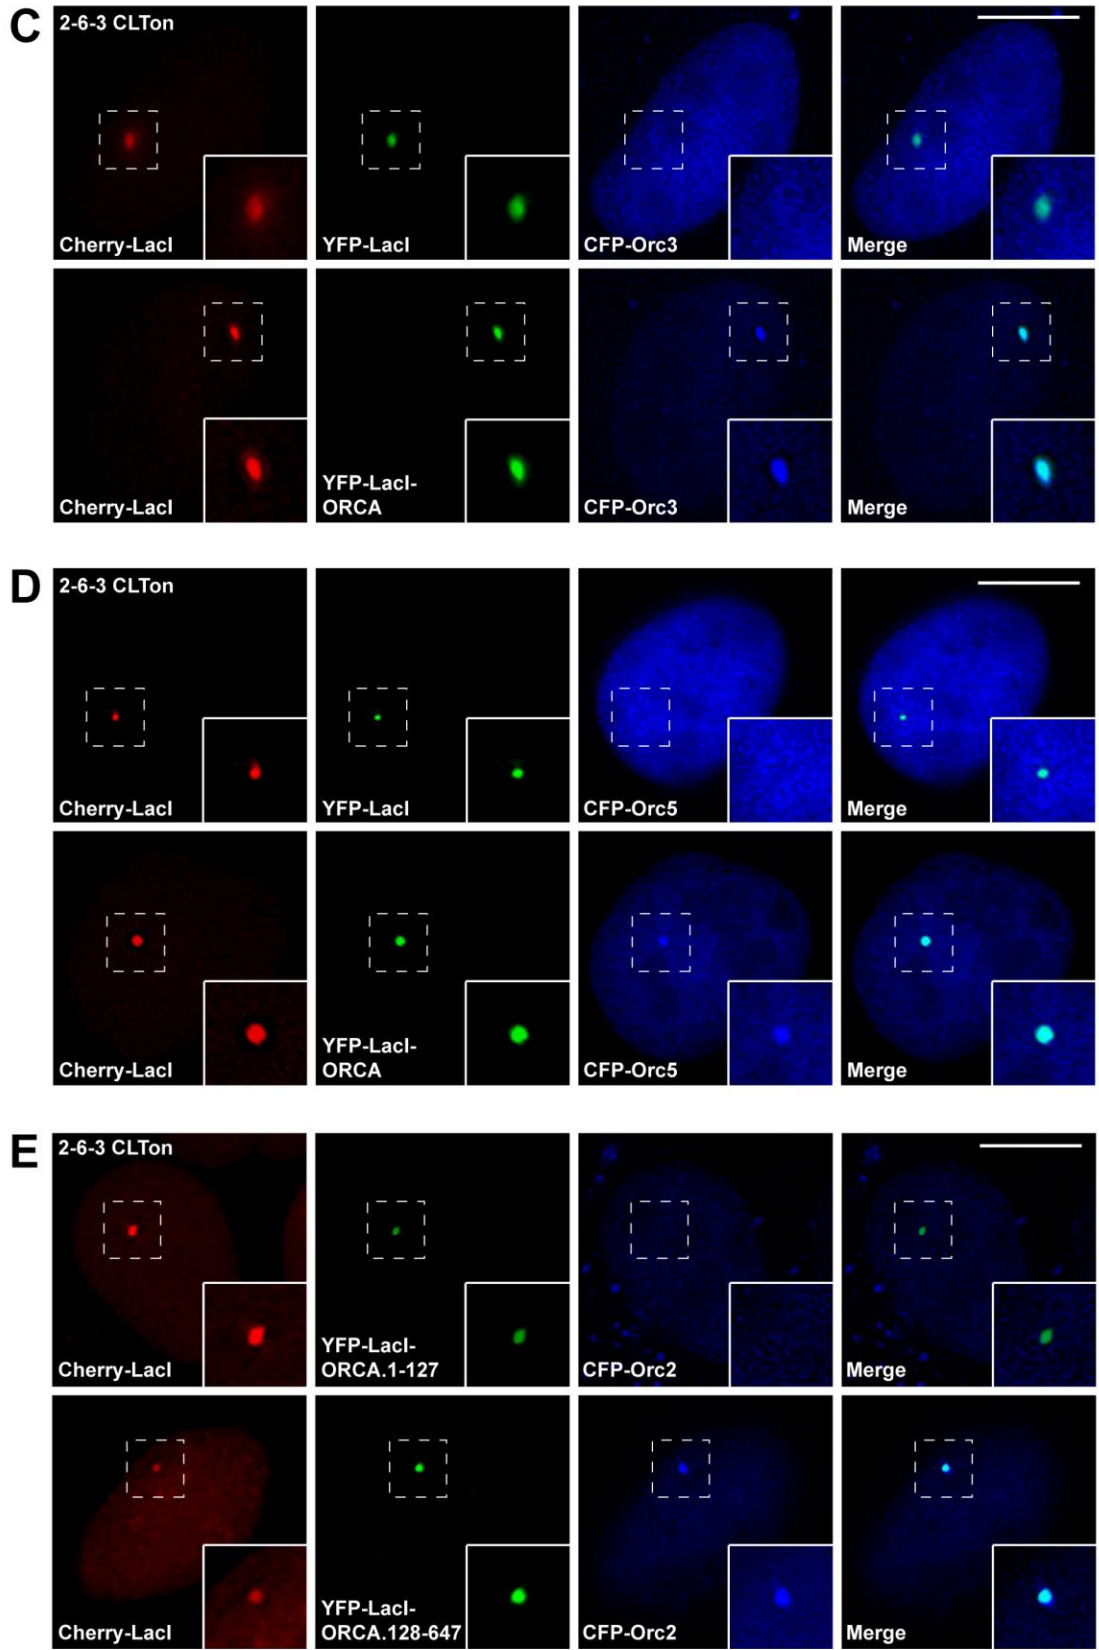 C
2-6-3 CLTon
Cherry-LacI
YFP-LacI
CFP-Orc3
Merge
Cherry-LacI
YFP-LacI-
ORCA
CFP-Orc3
Merge
D
2-6-3 CLTon
Cherry-LacI
YFP-LacI
CFP-Orc5
Merge
Cherry-LacI
YFP-LacI-
ORCA
CFP-Orc5
Merge
E
2-6-3 CLTon
Cherry-LacI
YFP-LacI-
ORCA.1-127
CFP-Orc2
Merge
Cherry-LacI
YFP-LacI-
ORCA.128-647
CFP-Orc2
Merge